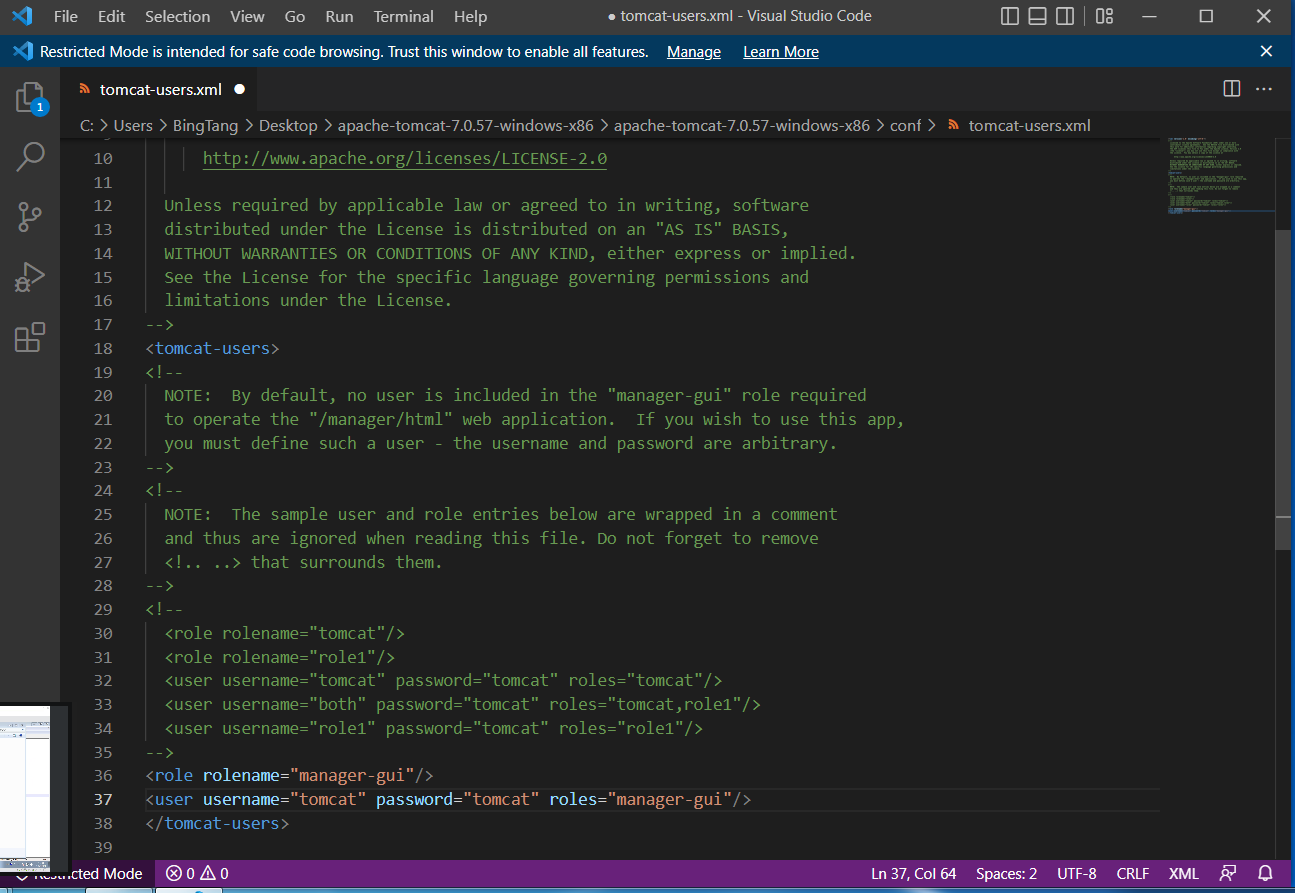 File Edit Selection View Go Run Terminal Help ● tomcat-users.xml - Visual Studio Code
Restricted Mode is intended for safe code browsing. Trust this window to enable all features. Manage Learn More
1
tomcat-users.xml
C: > Users > BingTang > Desktop > apache-tomcat-7.0.57-windows-x86 > apache-tomcat-7.0.57-windows-x86 > conf > tomcat-users.xml
10 http://www.apache.org/licenses/LICENSE-2.0
11
12 Unless required by applicable law or agreed to in writing, software
13 distributed under the License is distributed on an "AS IS" BASIS,
14 WITHOUT WARRANTIES OR CONDITIONS OF ANY KIND, either express or implied.
15 See the License for the specific language governing permissions and
16 limitations under the License.
17 -->
18 <tomcat-users>
19 <!--
20 NOTE:  By default, no user is included in the "manager-gui" role required
21 to operate the "/manager/html" web application.  If you wish to use this app,
22 you must define such a user - the username and password are arbitrary.
23 -->
24 <!--
25 NOTE:  The sample user and role entries below are wrapped in a comment
26 and thus are ignored when reading this file. Do not forget to remove
27 <!.. ..> that surrounds them.
28 -->
29 <!--
30 <role rolename="tomcat"/>
31 <role rolename="role1"/>
32 <user username="tomcat" password="tomcat" roles="tomcat"/>
33 <user username="both" password="tomcat" roles="tomcat,role1"/>
34 <user username="role1" password="tomcat" roles="role1"/>
35 -->
36 <role rolename="manager-gui"/>
37 <user username="tomcat" password="tomcat" roles="manager-gui"/>
38 </tomcat-users>
39
Mode 0 0 Ln 37, Col 64 Spaces: 2 UTF-8 CRLF XML